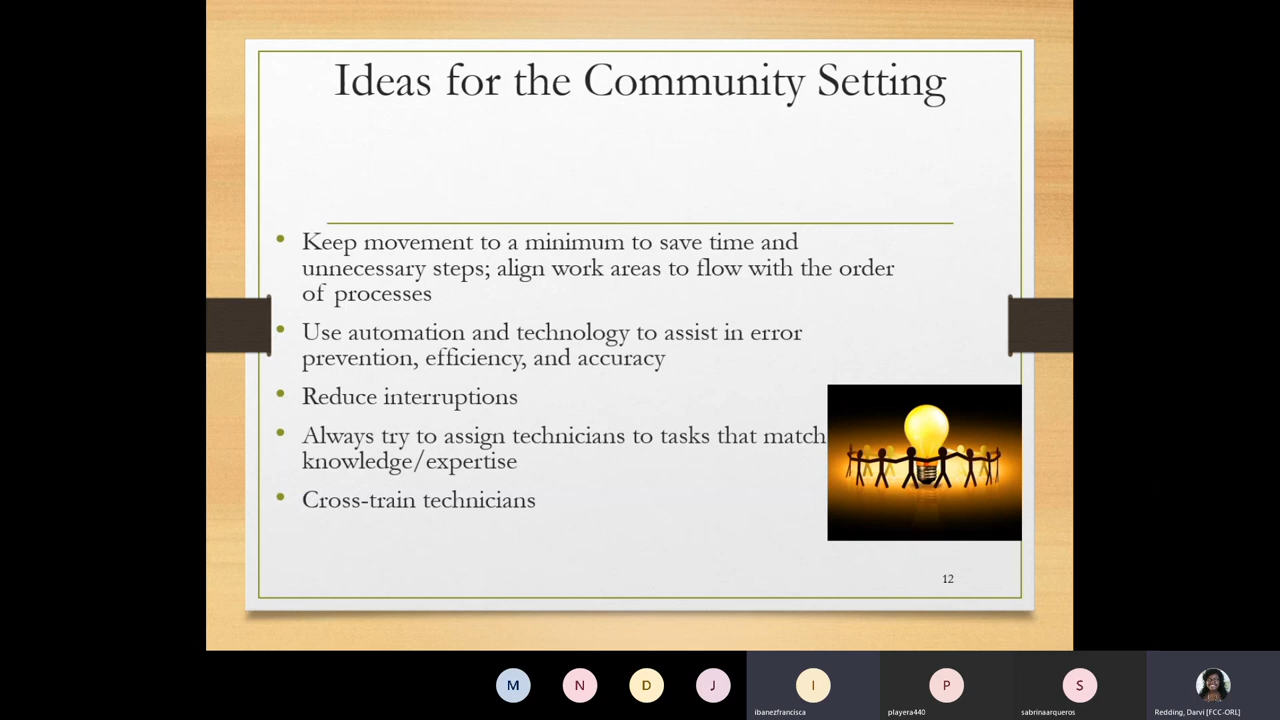 Ideas for the Community Setting
Keep movement to a minimum to save time and
unnecessary steps; align work areas to flow with the order
of processes
Use automation and technology to assist in error
prevention, efficiency, and accuracy
Reduce interruptions
Always try to assign technicians to tasks that match
knowledge/expertise
Cross-train technicians
12
M
N
D
J
I
P
S
ibanezfrancisca
playera440
sabrinaarqueros
Redding, Darvi [FCC-ORL]